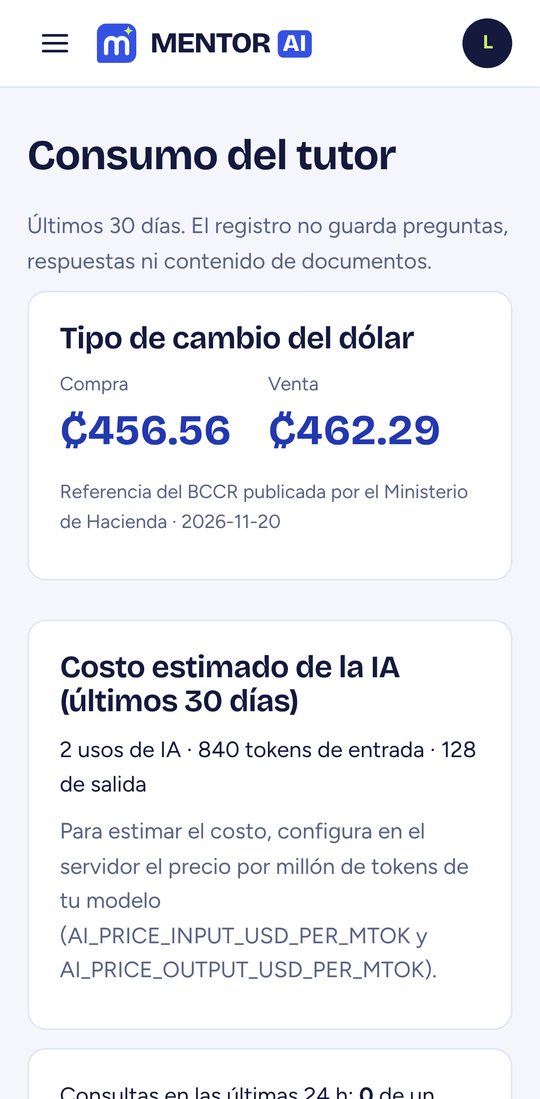 MENTOR AI
L
Consumo del tutor
Últimos 30 días. El registro no guarda preguntas,
respuestas ni contenido de documentos.
Tipo de cambio del dólar
Compra
Venta
₡456.56
₡462.29
Referencia del BCCR publicada por el Ministerio
de Hacienda · 2026-11-20
Costo estimado de la IA
(últimos 30 días)
2 usos de IA · 840 tokens de entrada · 128
de salida
Para estimar el costo, configura en el
servidor el precio por millón de tokens de
tu modelo
(AI_PRICE_INPUT_USD_PER_MTOK y
AI_PRICE_OUTPUT_USD_PER_MTOK).
Consultas en las últimas 24 h: 0 de un